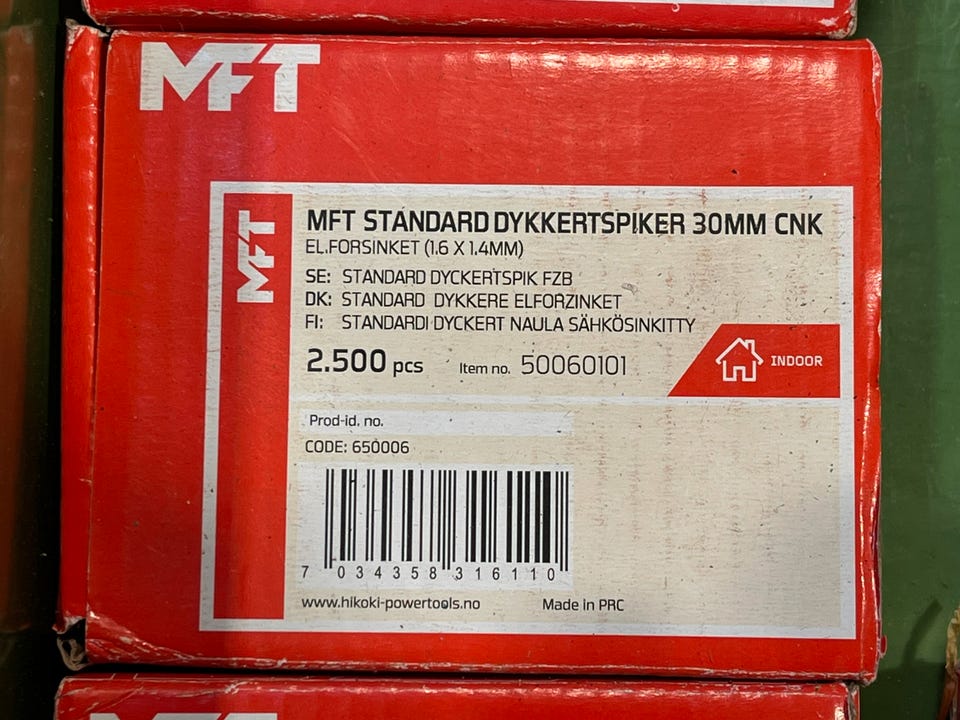 MFT
MFT
MFT STANDARD DYKKERTSPIKER 30MM CNK
EL.FORSINKET (1.6 X 1.4MM)
SE: STANDARD DYCKERTSPIK FZB
DK: STANDARD DYKKERE ELFORZINKET
FI: STANDARDI DYCKERT NAULA SÄHKÖSINKITTY
2.500 pcs Item no. 50060101
INDOOR
Prod-id. no.
CODE: 650006
7 034358 316110
www.hikoki-powertools.no Made in PRC
MFT